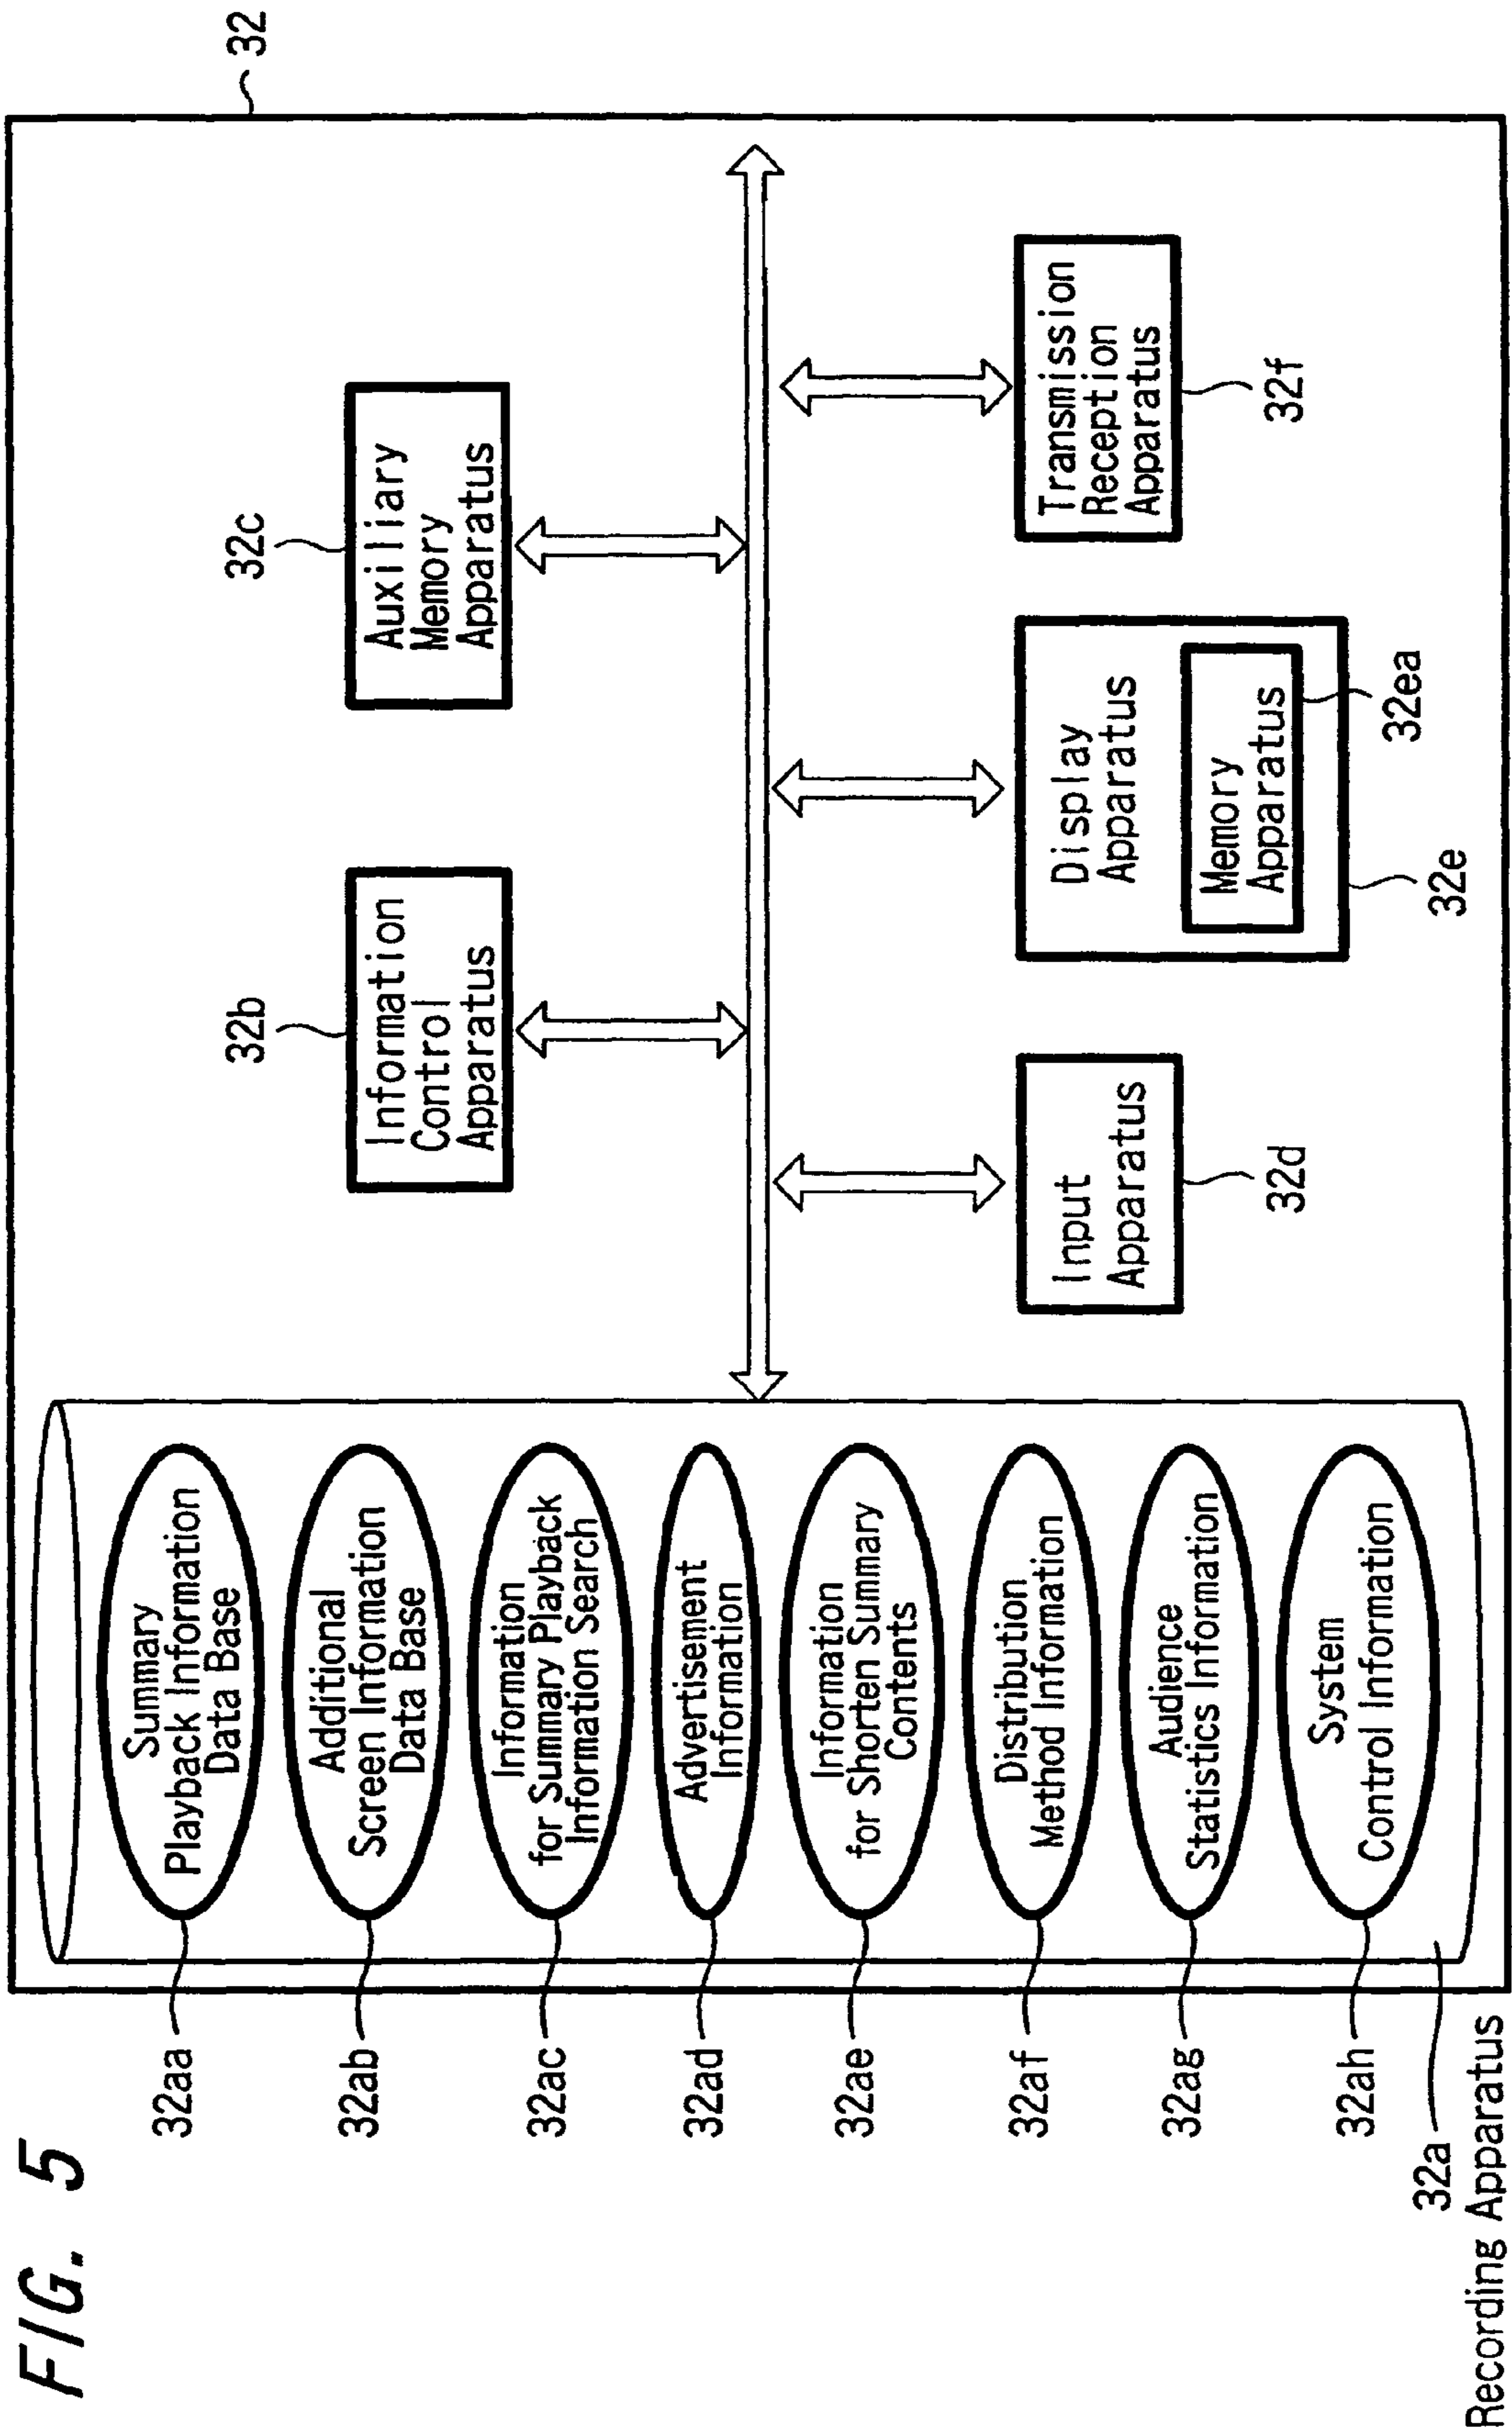 FIG. 5
32
32aa
Summary
Playback Information
Data Base
32ab
Additional
Screen Information
Data Base
32ac
Information
for Summary Playback
Information Search
32ad
Advertisement
Information
32ae
Information
for Shorten Summary
Contents
32af
Distribution
Method Information
32ag
Audience
Statistics Information
32ah
System
Control Information
32a
Recording Apparatus
32b
Information
Control
Apparatus
32c
Auxiliary
Memory
Apparatus
Input
Apparatus
32d
Display
Apparatus
Memory
Apparatus
32ea
32e
Transmission
Reception
Apparatus
32f